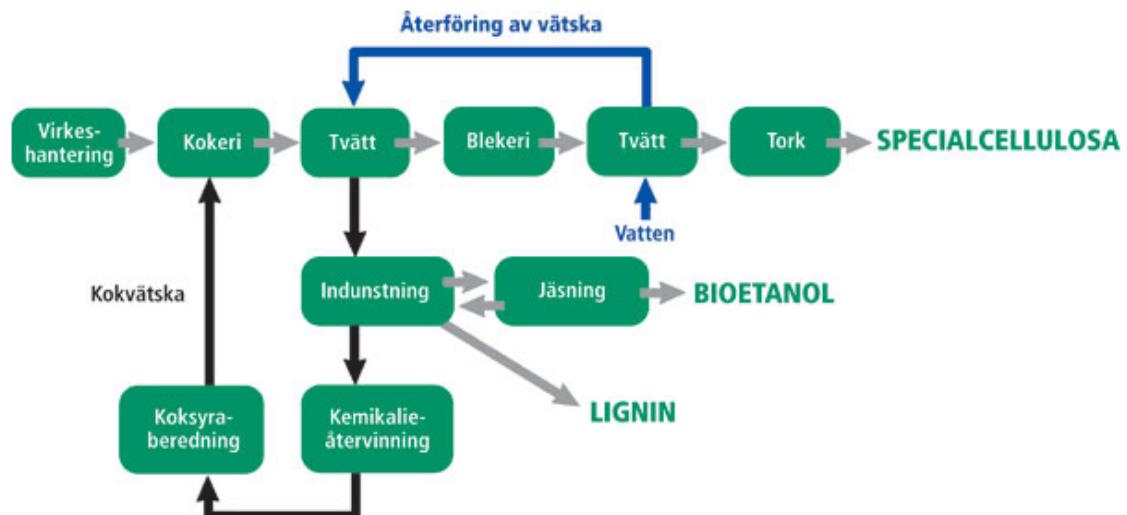 Återföring av vätska
Virkes-
hantering
Kokeri
Tvätt
Blekeri
Tvätt
Tork
SPECIALCELLULOSA
Vatten
Kokvätska
Indunstning
Jäsning
BIOETANOL
LIGNIN
Koksyra-
beredning
Kemikalie-
återvinning